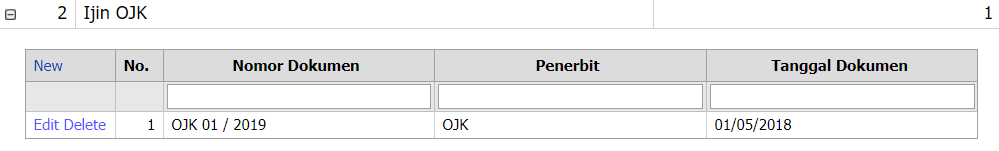 2 Ijin OJK 1
New No. Nomor Dokumen Penerbit Tanggal Dokumen
Edit Delete 1 OJK 01 / 2019 OJK 01/05/2018